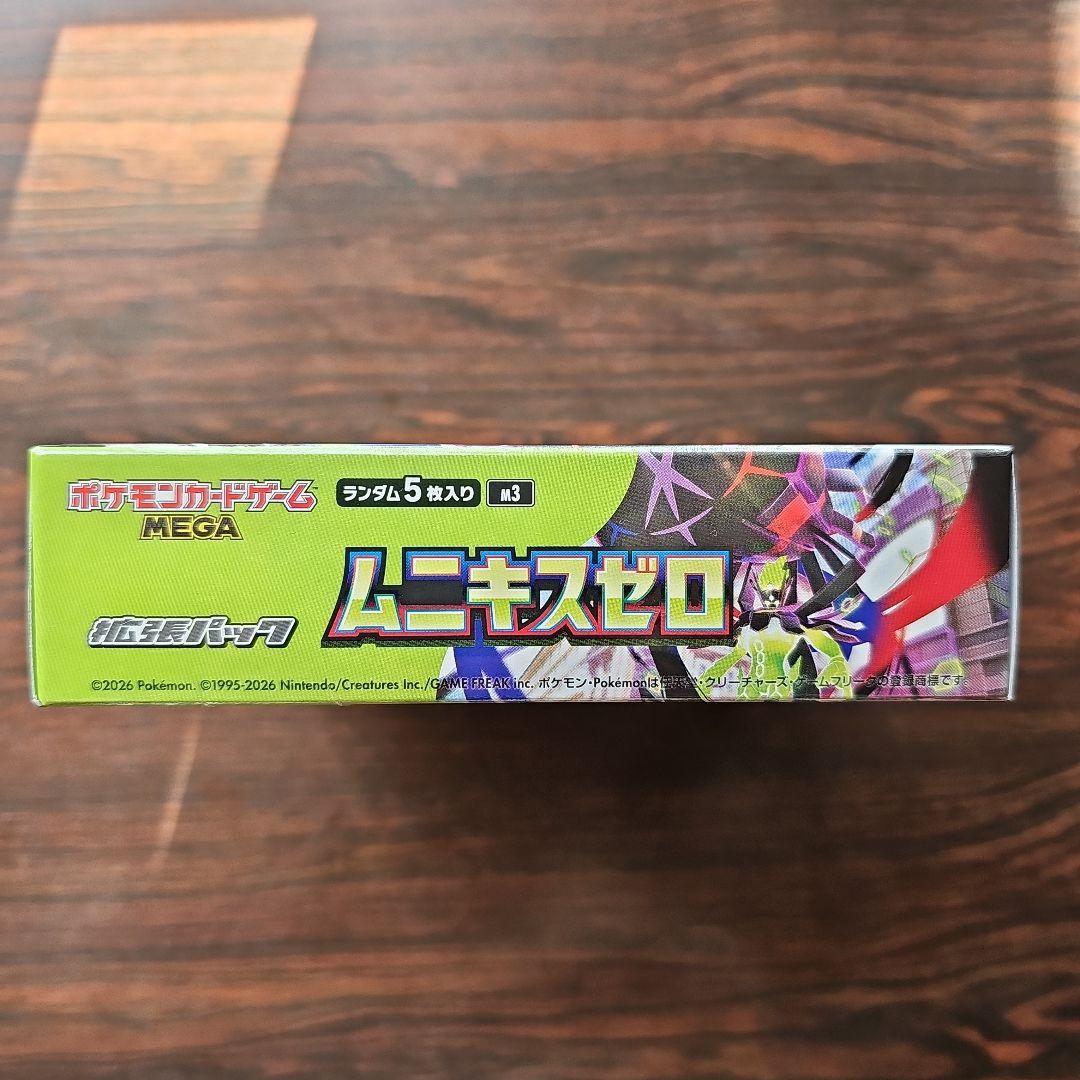 ポケモンカードゲーム
MEGA
ランダム5枚入り
M3
ムニキスゼロ
拡張パック
©2026 Pokémon. ©1995-2026 Nintendo/Creatures Inc./GAME FREAK inc. ポケモン・Pokémonは任天堂・クリーチャーズ・ゲームフリークの登録商標です。